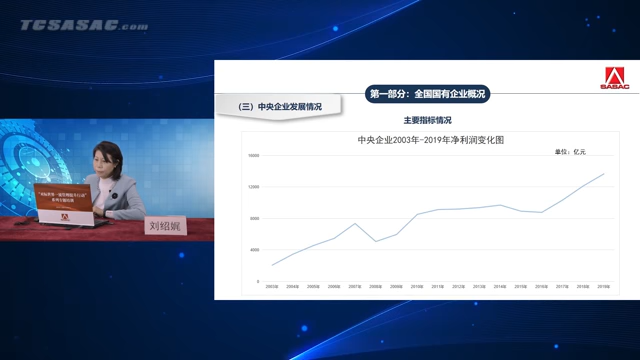 TCSASAC.com
SASAC
第一部分：全国国有企业概况
（三）中央企业发展情况
主要指标情况
中央企业2003年-2019年净利润变化图
单位：亿元
16000
12000
8000
4000
0
2003年 2004年 2005年 2006年 2007年 2008年 2009年 2010年 2011年 2012年 2013年 2014年 2015年 2016年 2017年 2018年 2019年
系列专题培训
SASAC
刘绍娓